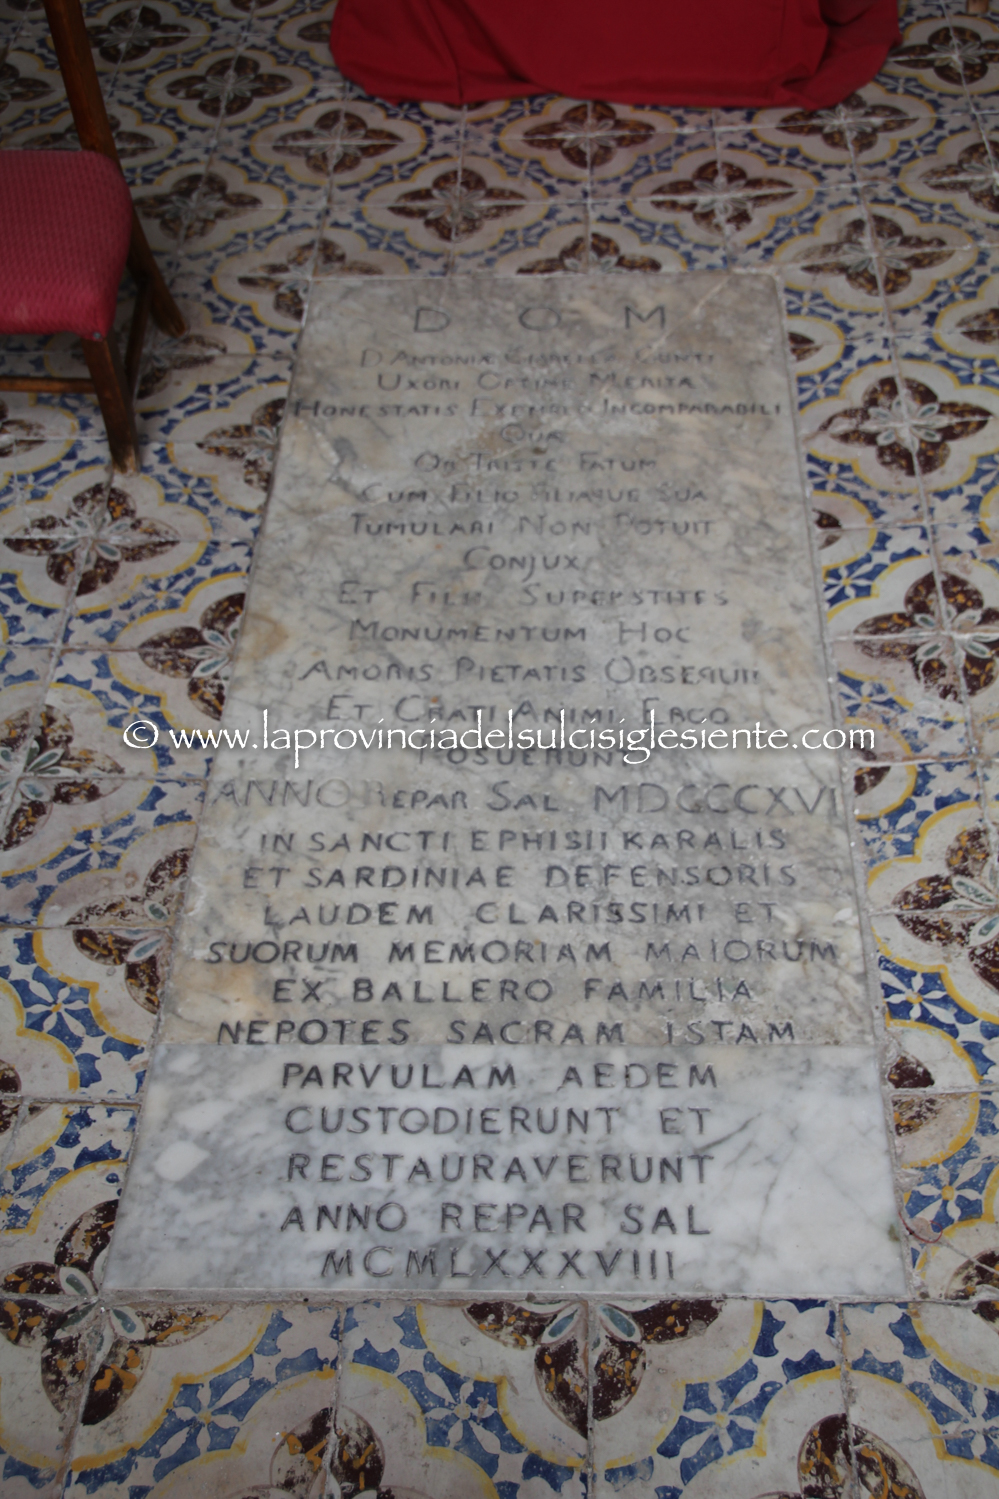 D O M
D ANTONIA
UXORI OPTIME MERITA
HONESTATIS EXEMPLO INCOMPARABILI
QUA
OB TRISTE FATUM
CUM FILIO FILIAQUE SUA
TUMULARI NON POTUIT
CONJUX
ET FILII SUPERSTITES
MONUMENTUM HOC
AMORIS PIETATIS OBSEQUII
ET GRATI ANIMI ERGO
© www.laprovinciadelsulcisiglesiente.com
POSUERUNT
ANNO REPAR SAL MDCCCXVI
IN SANCTI EPHISII KARALIS
ET SARDINIAE DEFENSORIS
LAUDEM CLARISSIMI ET
SUORUM MEMORIAM MAIORUM
EX BALLERO FAMILIA
NEPOTES SACRAM ISTAM
PARVULAM AEDEM
CUSTODIERUNT ET
RESTAURAVERUNT
ANNO REPAR SAL
MCMLXXXVIII